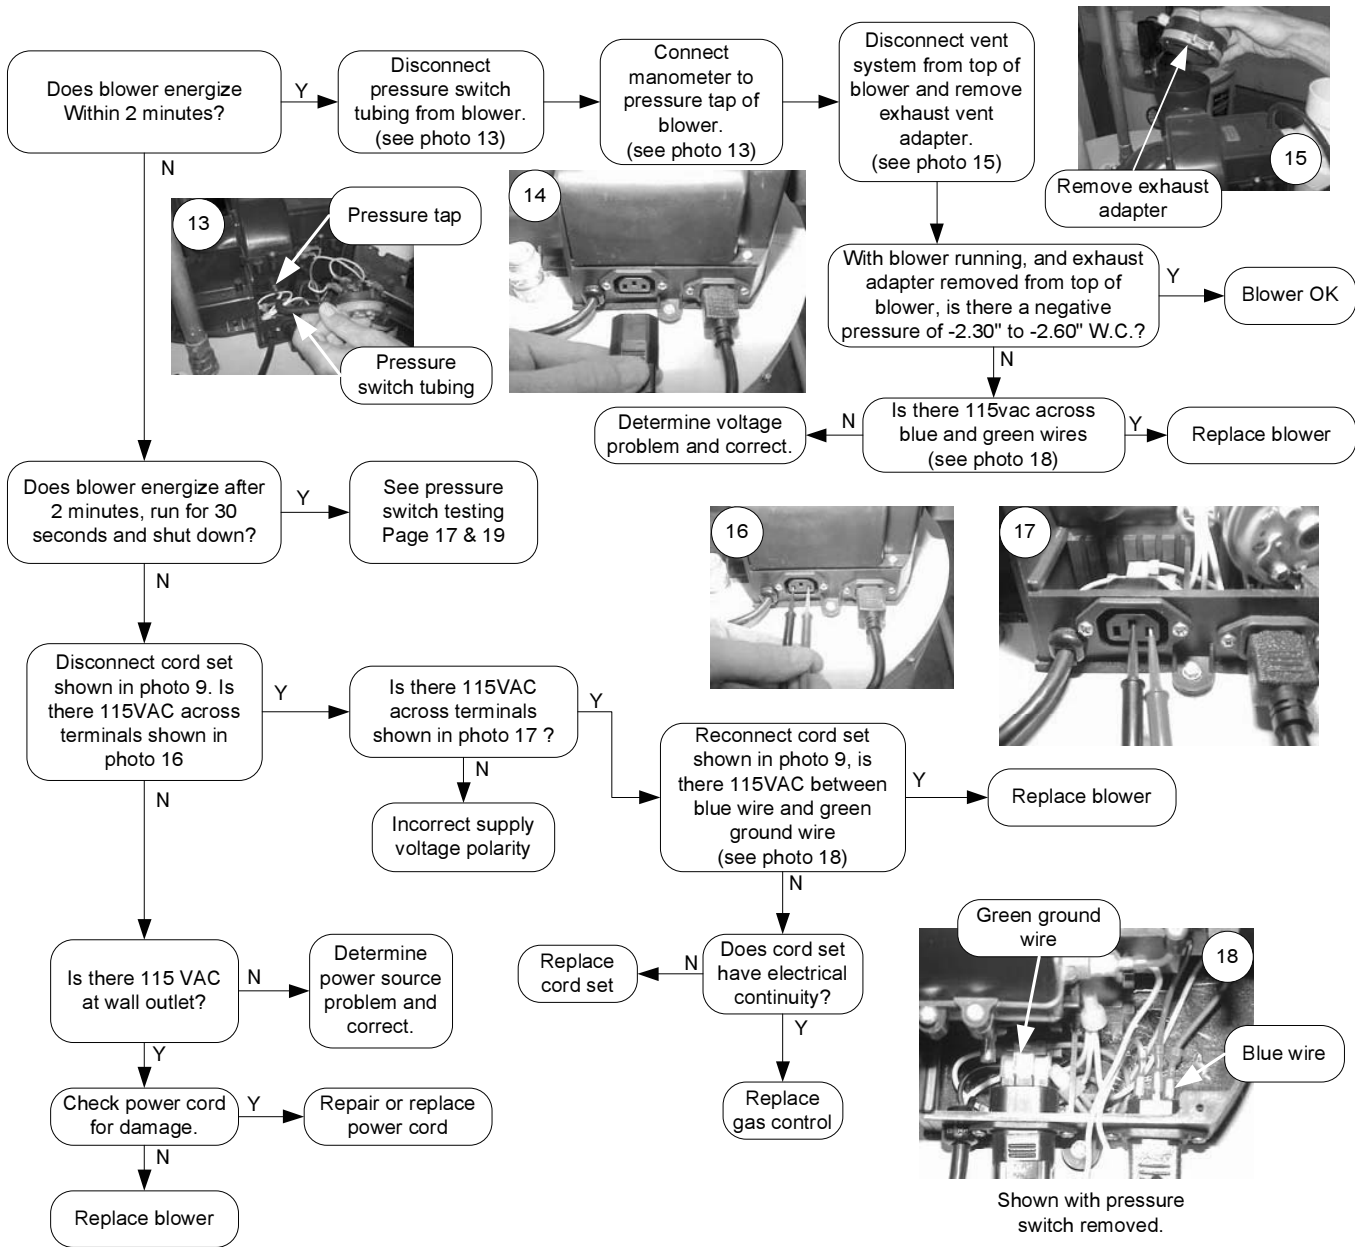 Does blower energize
Within 2 minutes?
Y
Disconnect
pressure switch
tubing from blower.
(see photo 13)
Connect
manometer to
pressure tap of
blower.
(see photo 13)
Disconnect vent
system from top of
blower and remove
exhaust vent
adapter.
(see photo 15)
15
Remove exhaust
adapter
N
13
Pressure tap
Pressure
switch tubing
14
With blower running, and exhaust
adapter removed from top of
blower, is there a negative
pressure of -2.30" to -2.60" W.C.?
Y
Blower OK
N
Is there 115vac across
blue and green wires
(see photo 18)
N
Determine voltage
problem and correct.
Y
Replace blower
Does blower energize after
2 minutes, run for 30
seconds and shut down?
Y
See pressure
switch testing
Page 17 & 19
16
17
N
Disconnect cord set
shown in photo 9. Is
there 115VAC across
terminals shown in
photo 16
Y
Is there 115VAC
across terminals
shown in photo 17 ?
Y
Reconnect cord set
shown in photo 9, is
there 115VAC between
blue wire and green
ground wire
(see photo 18)
Y
Replace blower
N
Incorrect supply
voltage polarity
N
N
Does cord set
have electrical
continuity?
N
Replace
cord set
Y
Replace
gas control
Is there 115 VAC
at wall outlet?
N
Determine
power source
problem and
correct.
Y
Check power cord
for damage.
Y
Repair or replace
power cord
N
Replace blower
Green ground
wire
18
Blue wire
Shown with pressure
switch removed.